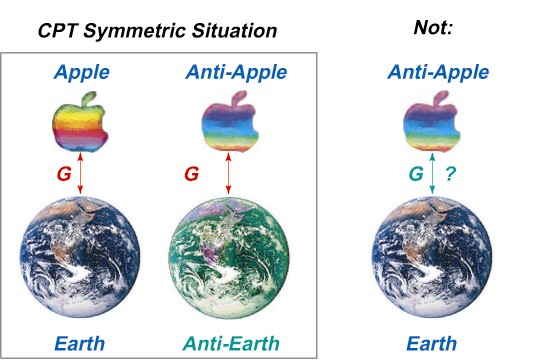 CPT Symmetric Situation
Not:
Apple
Anti-Apple
Anti-Apple
G
G
G ?
Earth
Anti-Earth
Earth